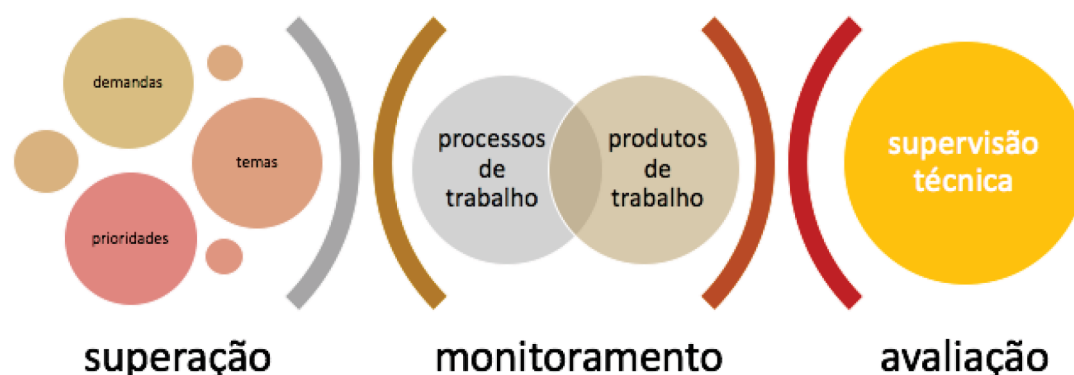 demandas
temas
prioridades
processos
de
trabalho
produtos
de
trabalho
supervisão
técnica
superação
monitoramento
avaliação